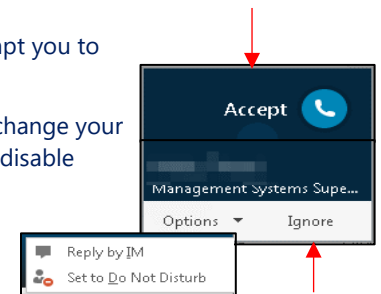 pt you to
Accept
change your
disable
Management Systems Supe...
Options Ignore
Reply by IM
Set to Do Not Disturb